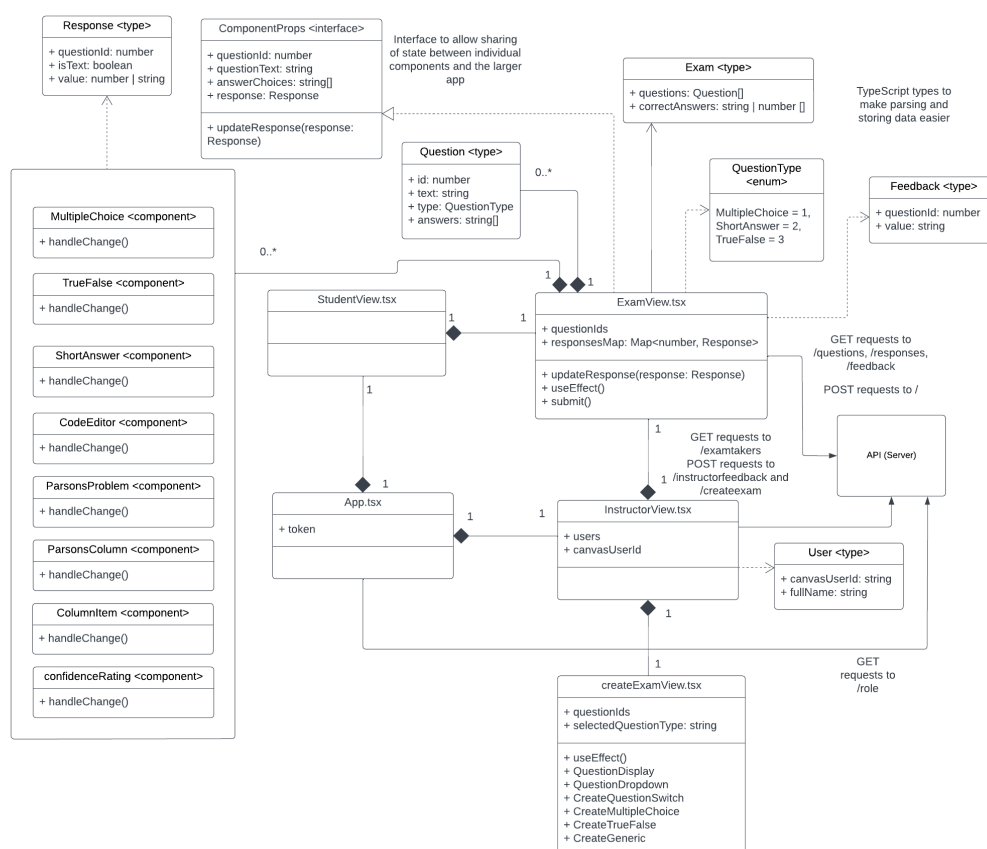 Response <type>
+ questionId: number
+ isText: boolean
+ value: number | string
ComponentProps <interface>
+ questionId: number
+ questionText: string
+ answerChoices: string[]
+ response: Response
+ updateResponse(response:
Response)
Interface to allow sharing
of state between individual
components and the larger
app
Exam <type>
+ questions: Question[]
+ correctAnswers: string | number []
TypeScript types to
make parsing and
storing data easier
Question <type>
+ id: number
+ text: string
+ type: QuestionType
+ answers: string[]
0..*
QuestionType
<enum>
MultipleChoice = 1,
ShortAnswer = 2,
TrueFalse = 3
Feedback <type>
+ questionId: number
+ value: string
MultipleChoice <component>
+ handleChange()
TrueFalse <component>
+ handleChange()
ShortAnswer <component>
+ handleChange()
CodeEditor <component>
+ handleChange()
ParsonsProblem <component>
+ handleChange()
ParsonsColumn <component>
+ handleChange()
ColumnItem <component>
+ handleChange()
confidenceRating <component>
+ handleChange()
0..*
1
1
StudentView.tsx
1
1
ExamView.tsx
+ questionIds
+ responsesMap: Map<number, Response>
+ updateResponse(response: Response)
+ useEffect()
+ submit()
GET requests to
/questions, /responses,
/feedback
POST requests to /
1
1
GET requests to
/examtakers
POST requests to
/instructorfeedback and
/createexam
API (Server)
1
1
App.tsx
+ token
1
1
InstructorView.tsx
+ users
+ canvasUserId
User <type>
+ canvasUserId: string
+ fullName: string
1
1
GET
requests to
/role
createExamView.tsx
+ questionIds
+ selectedQuestionType: string
+ useEffect()
+ QuestionDisplay
+ QuestionDropdown
+ CreateQuestionSwitch
+ CreateMultipleChoice
+ CreateTrueFalse
+ CreateGeneric